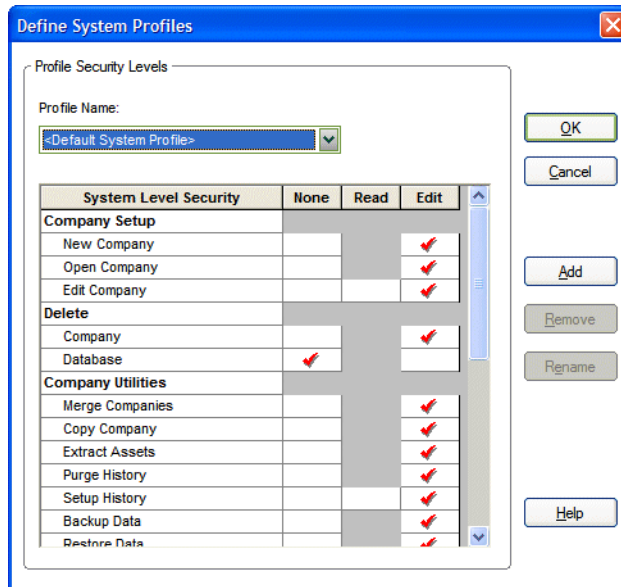 Define System Profiles
Profile Security Levels
Profile Name:
<Default System Profile>
System Level Security None Read Edit
Company Setup
New Company
Open Company
Edit Company
Delete
Company
Database
Company Utilities
Merge Companies
Copy Company
Extract Assets
Purge History
Setup History
Backup Data
Restore Data
OK
Cancel
Add
Remove
Rename
Help